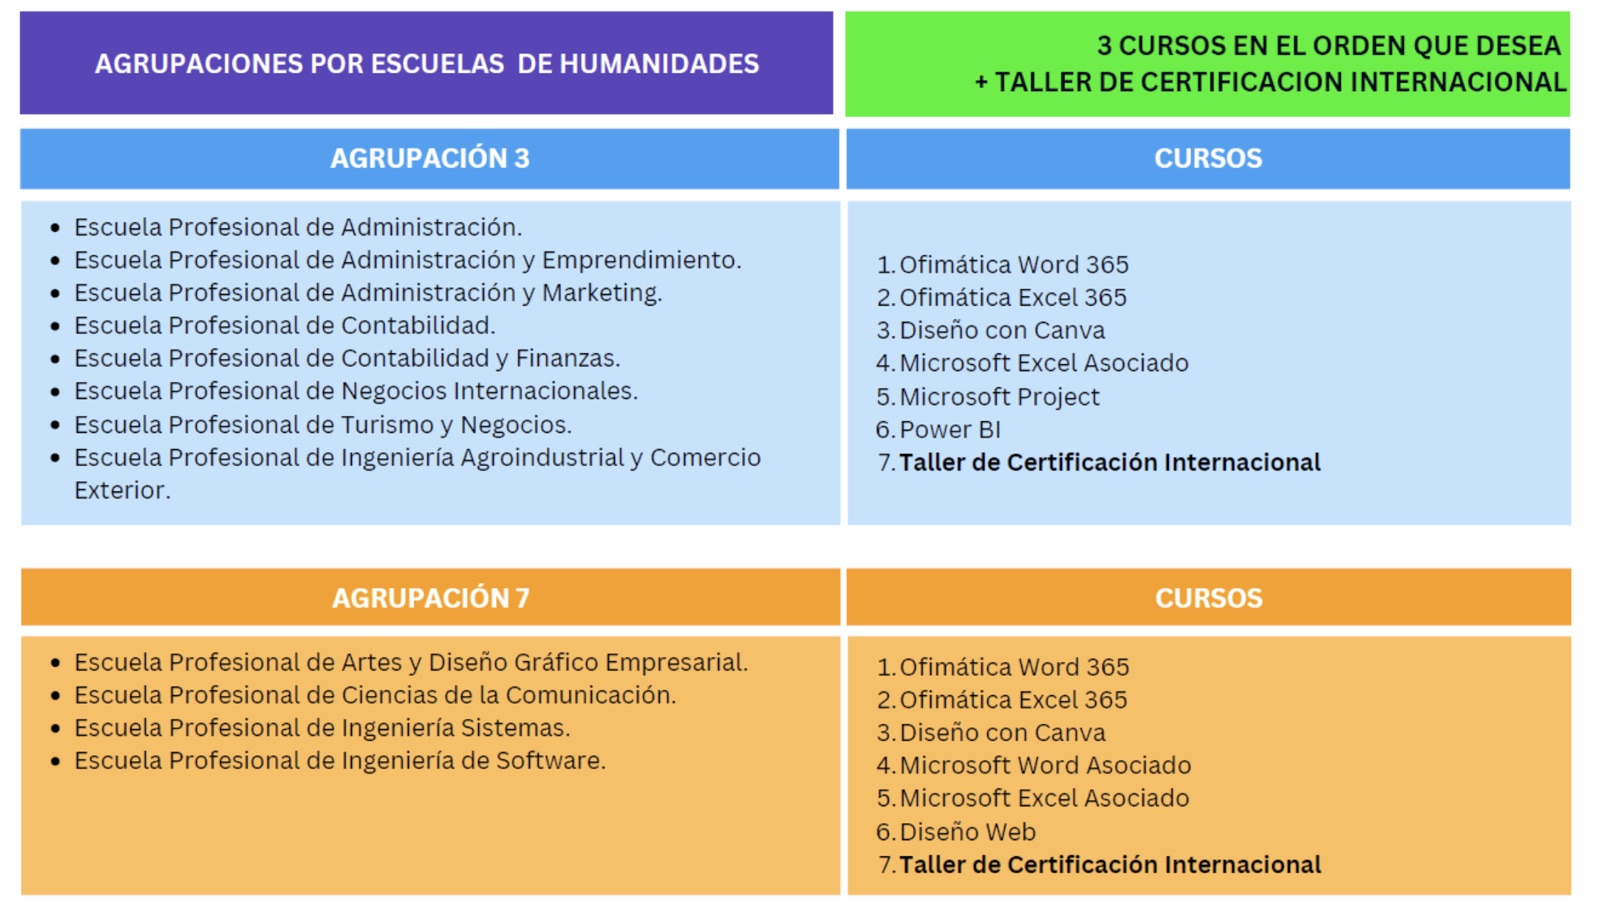 AGRUPACIONES POR ESCUELAS DE HUMANIDADES
3 CURSOS EN EL ORDEN QUE DESEA
+ TALLER DE CERTIFICACION INTERNACIONAL
AGRUPACIÓN 3
CURSOS
• Escuela Profesional de Administración.
• Escuela Profesional de Administración y Emprendimiento.
• Escuela Profesional de Administración y Marketing.
• Escuela Profesional de Contabilidad.
• Escuela Profesional de Contabilidad y Finanzas.
• Escuela Profesional de Negocios Internacionales.
• Escuela Profesional de Turismo y Negocios.
• Escuela Profesional de Ingeniería Agroindustrial y Comercio
Exterior.
1. Ofimática Word 365
2. Ofimática Excel 365
3. Diseño con Canva
4. Microsoft Excel Asociado
5. Microsoft Project
6. Power BI
7. Taller de Certificación Internacional
AGRUPACIÓN 7
CURSOS
• Escuela Profesional de Artes y Diseño Gráfico Empresarial.
• Escuela Profesional de Ciencias de la Comunicación.
• Escuela Profesional de Ingeniería Sistemas.
• Escuela Profesional de Ingeniería de Software.
1. Ofimática Word 365
2. Ofimática Excel 365
3. Diseño con Canva
4. Microsoft Word Asociado
5. Microsoft Excel Asociado
6. Diseño Web
7. Taller de Certificación Internacional